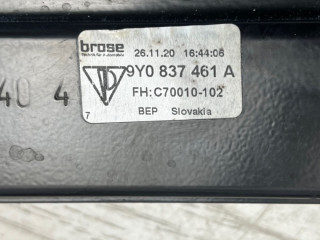 brose
26.11.20 16:44:06
9Y0 837 461 A
FH: C70010-102
BEP Slovakia
7
40 4